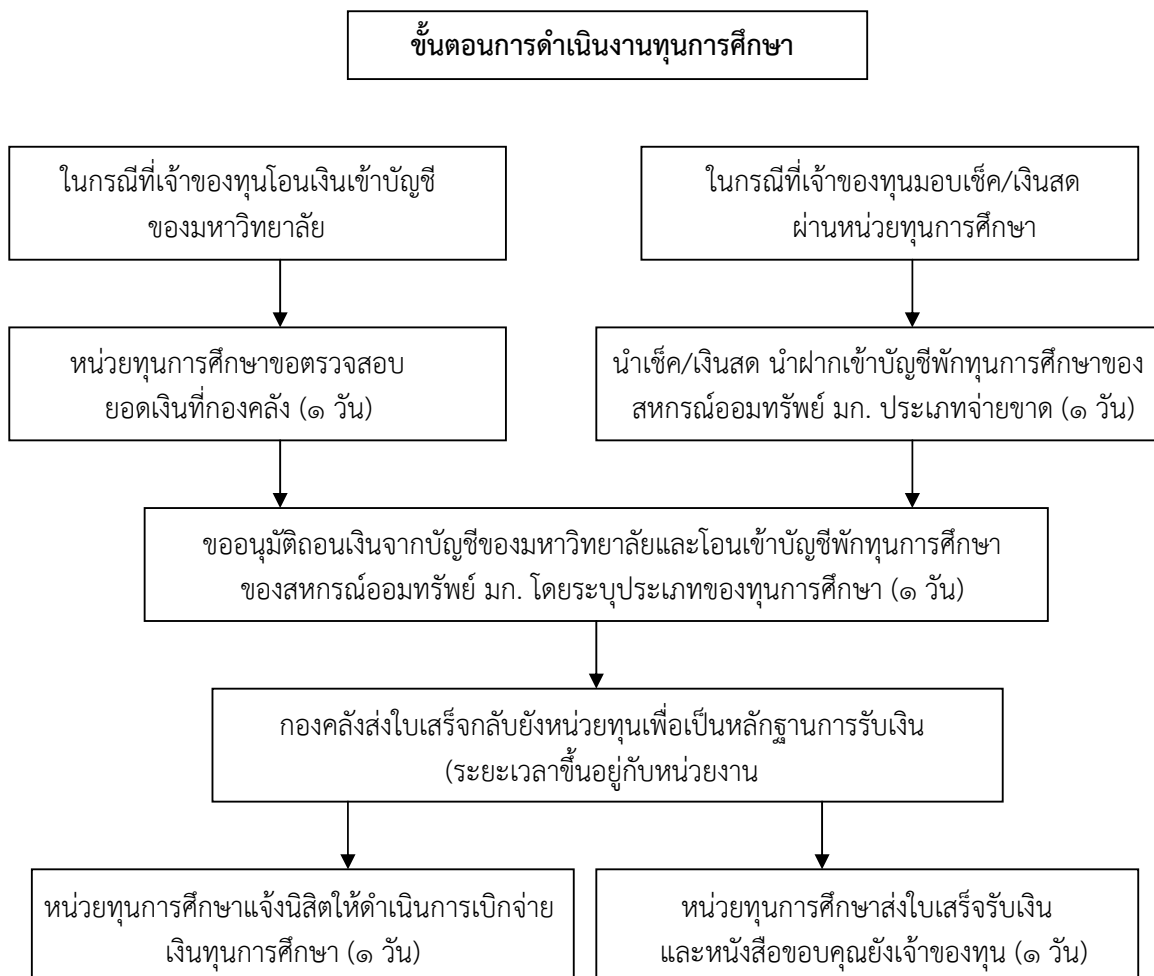 ขั้นตอนการดำเนินงานทุนการศึกษา
ในกรณีที่เจ้าของทุนโอนเงินเข้าบัญชี
ของมหาวิทยาลัย
ในกรณีที่เจ้าของทุนมอบเช็ค/เงินสด
ผ่านหน่วยทุนการศึกษา
หน่วยทุนการศึกษาขอตรวจสอบ
ยอดเงินที่กองคลัง (๑ วัน)
นำเช็ค/เงินสด นำฝากเข้าบัญชีพักทุนการศึกษาของ
สหกรณ์ออมทรัพย์ มก. ประเภทจ่ายขาด (๑ วัน)
ขออนุมัติถอนเงินจากบัญชีของมหาวิทยาลัยและโอนเข้าบัญชีพักทุนการศึกษา
ของสหกรณ์ออมทรัพย์ มก. โดยระบุประเภทของทุนการศึกษา (๑ วัน)
กองคลังส่งใบเสร็จกลับยังหน่วยทุนเพื่อเป็นหลักฐานการรับเงิน
(ระยะเวลาขึ้นอยู่กับหน่วยงาน
หน่วยทุนการศึกษาแจ้งนิสิตให้ดำเนินการเบิกจ่าย
เงินทุนการศึกษา (๑ วัน)
หน่วยทุนการศึกษาส่งใบเสร็จรับเงิน
และหนังสือขอบคุณยังเจ้าของทุน (๑ วัน)